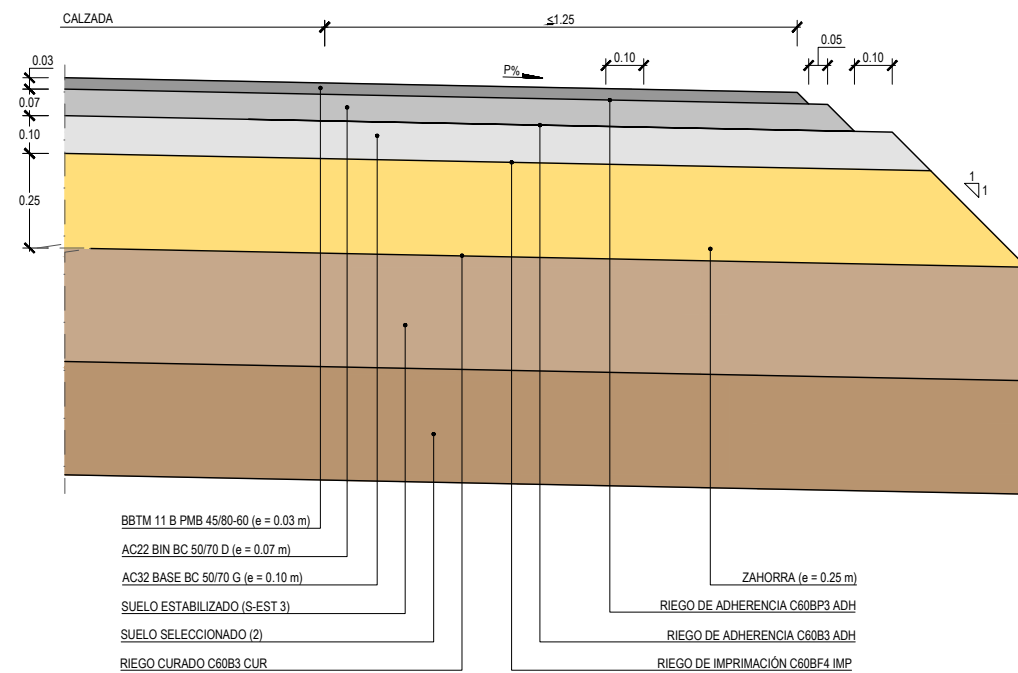 CALZADA
≤1.25
0.05
0.03
P%
0.10
0.10
0.07
0.10
0.25
1
1
BBTM 11 B PMB 45/80-60 (e = 0.03 m)
AC22 BIN BC 50/70 D (e = 0.07 m)
AC32 BASE BC 50/70 G (e = 0.10 m)
SUELO ESTABILIZADO (S-EST 3)
SUELO SELECCIONADO (2)
RIEGO CURADO C60B3 CUR
ZAHORRA (e = 0.25 m)
RIEGO DE ADHERENCIA C60BP3 ADH
RIEGO DE ADHERENCIA C60B3 ADH
RIEGO DE IMPRIMACIÓN C60BF4 IMP